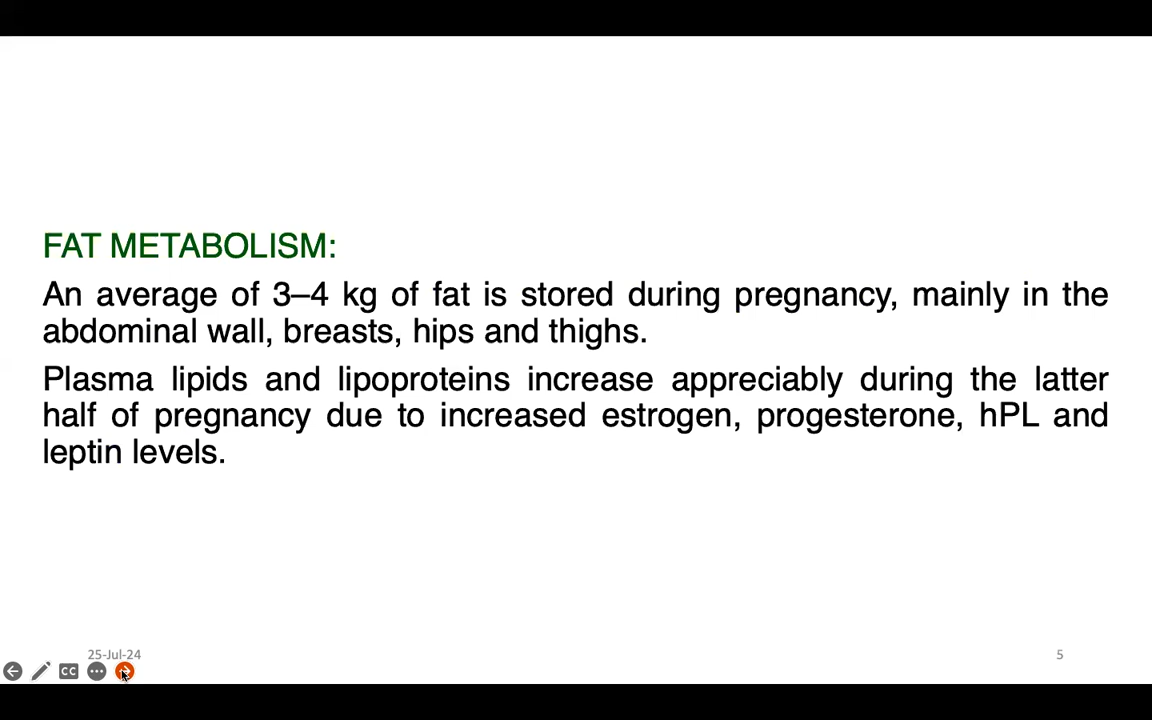 FAT METABOLISM:
An average of 3–4 kg of fat is stored during pregnancy, mainly in the
abdominal wall, breasts, hips and thighs.
Plasma lipids and lipoproteins increase appreciably during the latter
half of pregnancy due to increased estrogen, progesterone, hPL and
leptin levels.
25-Jul-24
5
CC